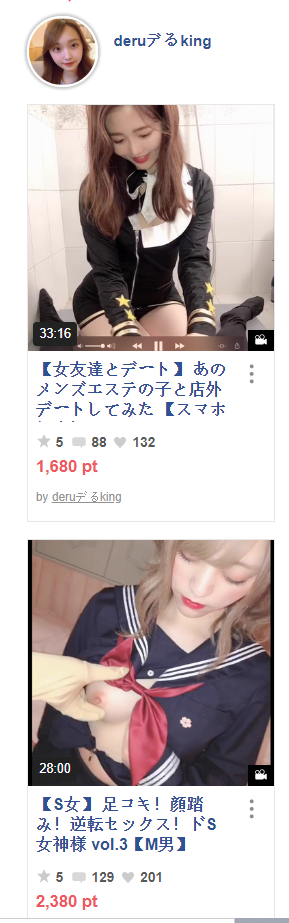 deruデるking
33:16
【女友達とデート】あの
メンズエステの子と店外
デートしてみた【スマホ
5 88 132
1,680 pt
by deruデるking
28:00
【S女】足コキ！顔踏
み！逆転セックス！ドS
女神様 vol.3【M男】
5 129 201
2,380 pt